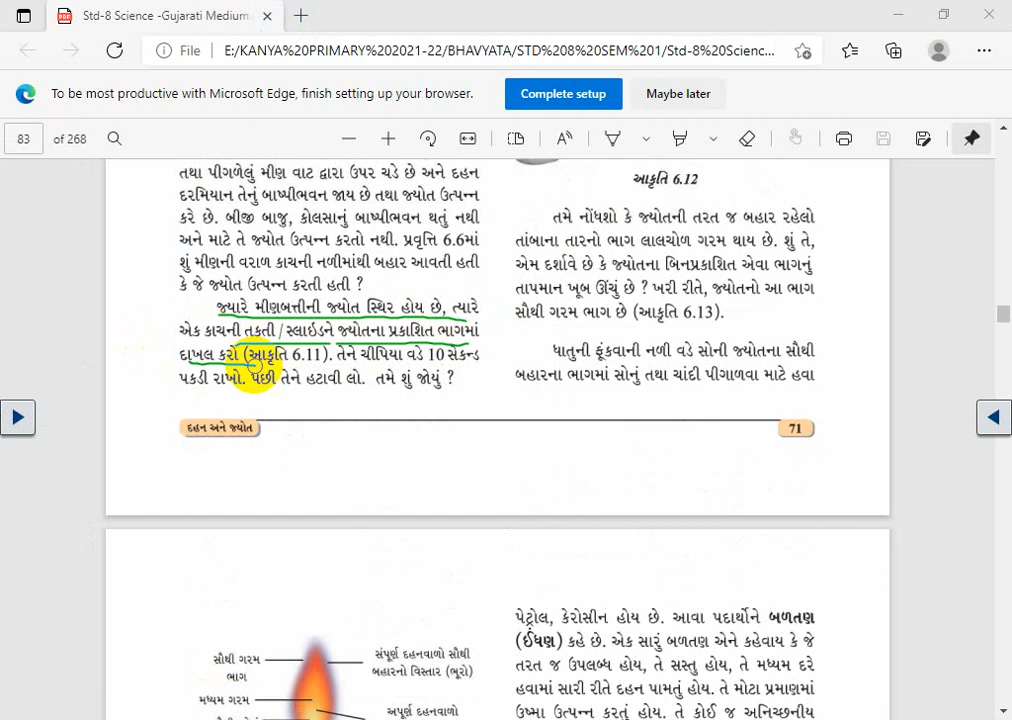 Std-8 Science -Gujarati Medium
File
E:/KANYA%20PRIMARY%202021-22/BHAVYATA/STD%208%20SEM%201/Std-8%20Scienc...
To be most productive with Microsoft Edge, finish setting up your browser.
Complete setup
Maybe later
83
of 268
તથા પીગળેલું મીણ વાટ દ્વારા ઉપર ચડે છે અને દહન
દરમિયાન તેનું બાષ્પીભવન જાય છે તથા જ્યોત ઉત્પન્ન
કરે છે. બીજી બાજુ, કોલસાનું બાષ્પીભવન થતું નથી
અને માટે તે જ્યોત ઉત્પન્ન કરતો નથી. પ્રવૃત્તિ 6.6માં
શું મીણની વરાળ કાચની નળીમાંથી બહાર આવતી હતી
કે જે જ્યોત ઉત્પન્ન કરતી હતી ?
જ્યારે મીણબત્તીની જ્યોત સ્થિર હોય છે, ત્યારે
એક કાચની તકતી / સ્લાઇડને જ્યોતના પ્રકાશિત ભાગમાં
દાખલ કરો (આકૃતિ 6.11). તેને ચીપિયા વડે 10 સેકન્ડ
પકડી રાખો. પછી તેને હટાવી લો. તમે શું જોયું ?
આકૃતિ 6.12
તમે નોંધશો કે જ્યોતની તરત જ બહાર રહેલો
તાંબાના તારનો ભાગ લાલચોળ ગરમ થાય છે. શું તે,
એમ દર્શાવે છે કે જ્યોતના બિનપ્રકાશિત એવા ભાગનું
તાપમાન ખૂબ ઊંચું છે ? ખરી રીતે, જ્યોતનો આ ભાગ
સૌથી ગરમ ભાગ છે (આકૃતિ 6.13).
ધાતુની ફૂંકવાની નળી વડે સોની જ્યોતના સૌથી
બહારના ભાગમાં સોનું તથા ચાંદી પીગાળવા માટે હવા
દહન અને જ્યોત
71
સૌથી ગરમ
ભાગ
સંપૂર્ણ દહનવાળો સૌથી
બહારનો વિસ્તાર (ભૂરો)
મધ્યમ ગરમ
અપૂર્ણ દહનવાળો
પેટ્રોલ, કેરોસીન હોય છે. આવા પદાર્થોને બળતણ
(ઈંધણ) કહે છે. એક સારું બળતણ એને કહેવાય કે જે
તરત જ ઉપલબ્ધ હોય, તે સસ્તુ હોય, તે મધ્યમ દરે
હવામાં સારી રીતે દહન પામતું હોય. તે મોટા પ્રમાણમાં
ઉષ્મા ઉત્પન્ન કરતું હોય. તે કોઈ જ અનિચ્છનીય